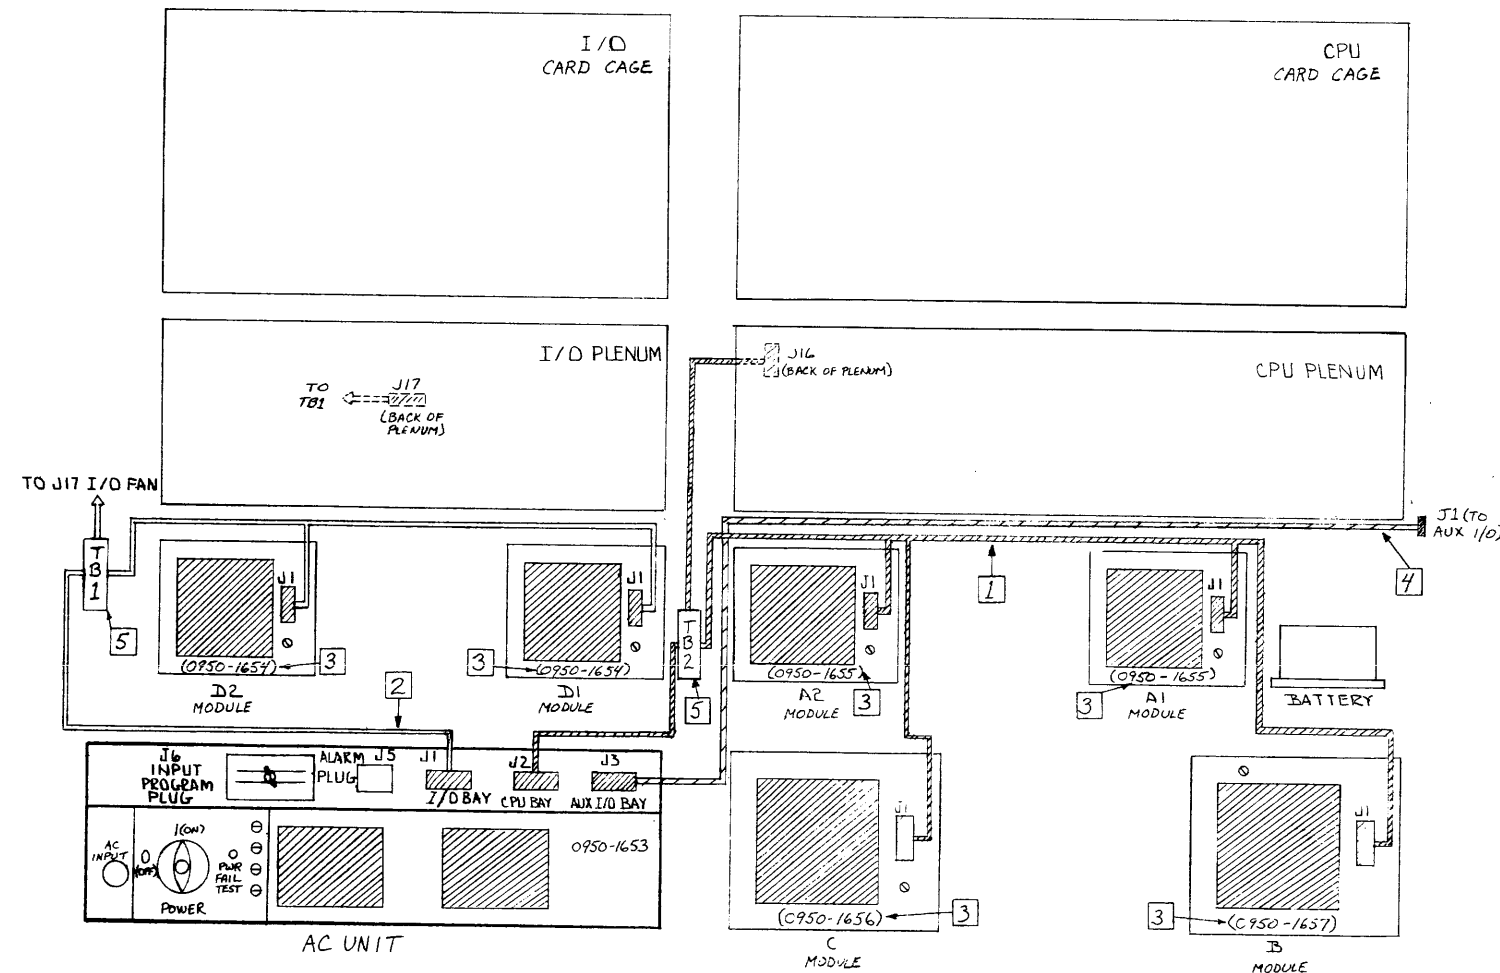 I/O
CARD CAGE
CPU
CARD CAGE
I/O PLENUM
TO
TB1
J17
(BACK OF
PLENUM)
J16
(BACK OF PLENUM)
CPU PLENUM
TO J17 I/O FAN
J1 (TO
AUX I/O)
TB1
5
J1
(0950-1654)
3
D2
MODULE
2
J1
3
(0950-1654)
D1
MODULE
TB2
5
J1
(0950-1655)
3
A2
MODULE
1
J1
3
(0950-1655)
A1
MODULE
4
BATTERY
J6
INPUT
PROGRAM
PLUG
ALARM
PLUG
J5
J1
I/O BAY
J2
CPU BAY
J3
AUX I/O BAY
AC
INPUT
1(ON)
0
(OFF)
POWER
PWR
FAIL
TEST
0950-1653
AC UNIT
J1
(C950-1656)
3
C
MODULE
J1
3
(C950-1657)
B
MODULE